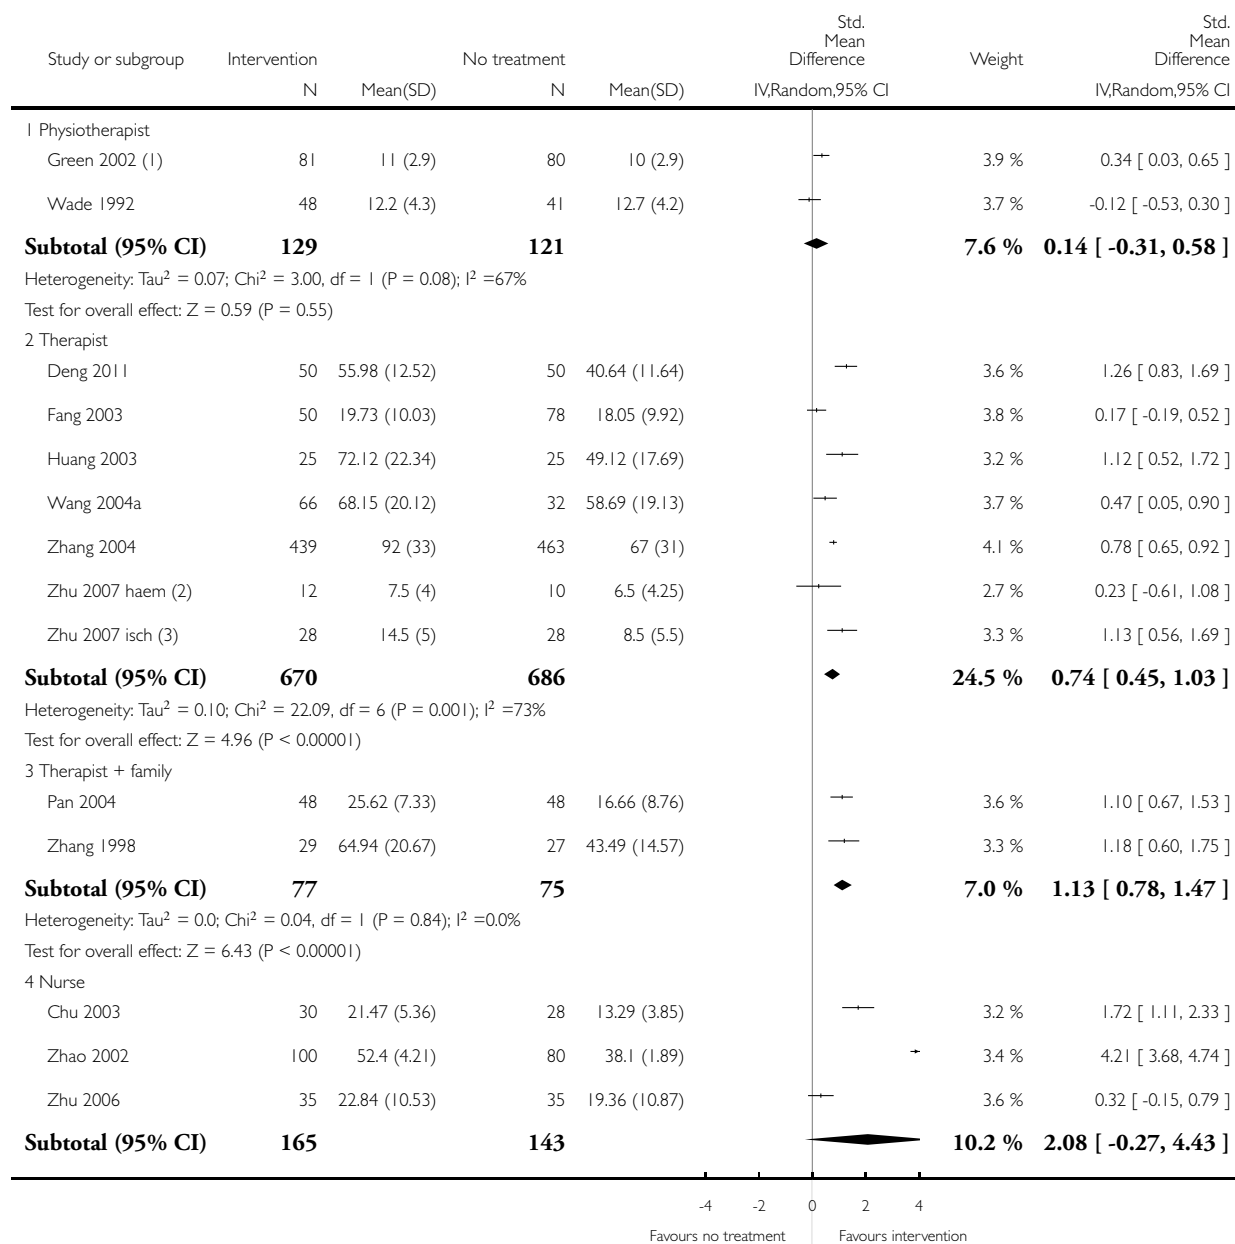 Std.
Mean
Difference
Std.
Mean
Difference
Study or subgroup Intervention No treatment Weight
N Mean(SD) N Mean(SD) IV,Random,95% CI IV,Random,95% CI
1 Physiotherapist
Green 2002 (1) 81 11 (2.9) 80 10 (2.9) 3.9 % 0.34 [ 0.03, 0.65 ]
Wade 1992 48 12.2 (4.3) 41 12.7 (4.2) 3.7 % -0.12 [ -0.53, 0.30 ]
Subtotal (95% CI) 129 121 7.6 % 0.14 [ -0.31, 0.58 ]
Heterogeneity: Tau² = 0.07; Chi² = 3.00, df = 1 (P = 0.08); I² =67%
Test for overall effect: Z = 0.59 (P = 0.55)
2 Therapist
Deng 2011 50 55.98 (12.52) 50 40.64 (11.64) 3.6 % 1.26 [ 0.83, 1.69 ]
Fang 2003 50 19.73 (10.03) 78 18.05 (9.92) 3.8 % 0.17 [ -0.19, 0.52 ]
Huang 2003 25 72.12 (22.34) 25 49.12 (17.69) 3.2 % 1.12 [ 0.52, 1.72 ]
Wang 2004a 66 68.15 (20.12) 32 58.69 (19.13) 3.7 % 0.47 [ 0.05, 0.90 ]
Zhang 2004 439 92 (33) 463 67 (31) 4.1 % 0.78 [ 0.65, 0.92 ]
Zhu 2007 haem (2) 12 7.5 (4) 10 6.5 (4.25) 2.7 % 0.23 [ -0.61, 1.08 ]
Zhu 2007 isch (3) 28 14.5 (5) 28 8.5 (5.5) 3.3 % 1.13 [ 0.56, 1.69 ]
Subtotal (95% CI) 670 686 24.5 % 0.74 [ 0.45, 1.03 ]
Heterogeneity: Tau² = 0.10; Chi² = 22.09, df = 6 (P = 0.001); I² =73%
Test for overall effect: Z = 4.96 (P < 0.00001)
3 Therapist + family
Pan 2004 48 25.62 (7.33) 48 16.66 (8.76) 3.6 % 1.10 [ 0.67, 1.53 ]
Zhang 1998 29 64.94 (20.67) 27 43.49 (14.57) 3.3 % 1.18 [ 0.60, 1.75 ]
Subtotal (95% CI) 77 75 7.0 % 1.13 [ 0.78, 1.47 ]
Heterogeneity: Tau² = 0.0; Chi² = 0.04, df = 1 (P = 0.84); I² =0.0%
Test for overall effect: Z = 6.43 (P < 0.00001)
4 Nurse
Chu 2003 30 21.47 (5.36) 28 13.29 (3.85) 3.2 % 1.72 [ 1.11, 2.33 ]
Zhao 2002 100 52.4 (4.21) 80 38.1 (1.89) 3.4 % 4.21 [ 3.68, 4.74 ]
Zhu 2006 35 22.84 (10.53) 35 19.36 (10.87) 3.6 % 0.32 [ -0.15, 0.79 ]
Subtotal (95% CI) 165 143 10.2 % 2.08 [ -0.27, 4.43 ]
-4 -2 0 2 4
Favours no treatment Favours intervention